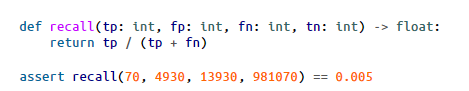 def recall(tp: int, fp: int, fn: int, tn: int) -> float:
    return tp / (tp + fn)

assert recall(70, 4930, 13930, 981070) == 0.005